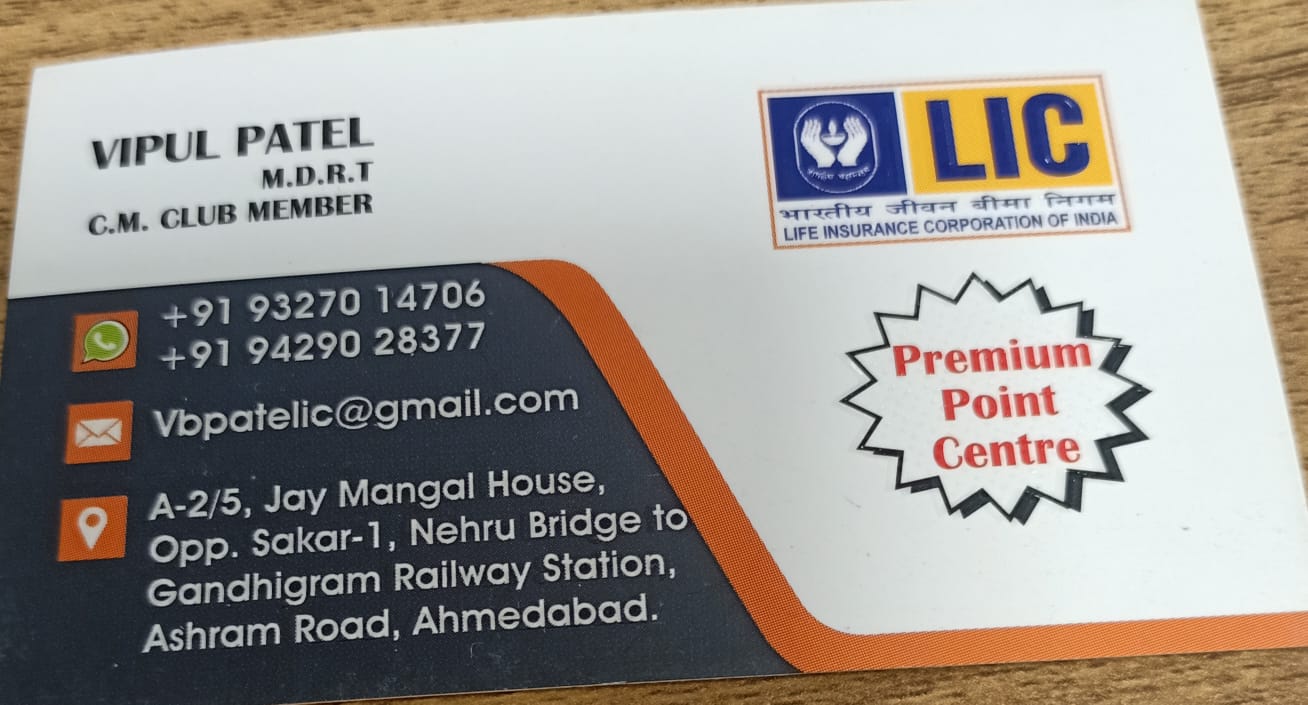 VIPUL PATEL
M.D.R.T
C.M. CLUB MEMBER
+91 93270 14706
+91 94290 28377
Vbpatelic@gmail.com
A-2/5, Jay Mangal House,
Opp. Sakar-1, Nehru Bridge to
Gandhigram Railway Station,
Ashram Road, Ahmedabad.
LIC
भारतीय जीवन बीमा निगम
LIFE INSURANCE CORPORATION OF INDIA
Premium
Point
Centre